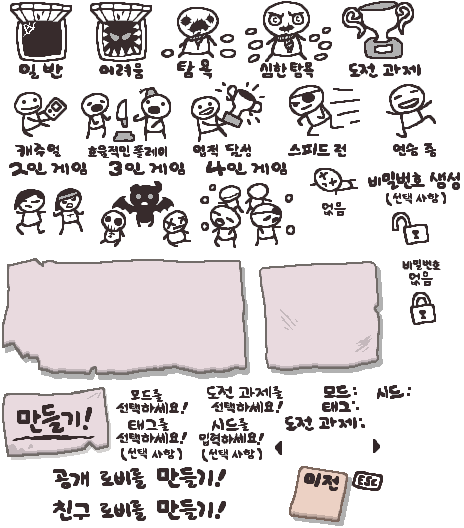 일반 어려움 탐욕 심한 탐욕 도전 과제
캐주얼 효율적인 플레이 업적 달성 스피드런 연승 중
2인 게임 3인 게임 4인 게임
없음
비밀번호 생성
(선택 사항)
비밀번호
없음
만들기!
모드를
선택하세요!
태그를
선택하세요!
(선택 사항)
도전 과제를
선택하세요!
시드를
입력하세요!
(선택 사항)
모드: 시드:
태그:
도전 과제:
공개 로비를 만들기!
친구 로비를 만들기!
이전 ESC